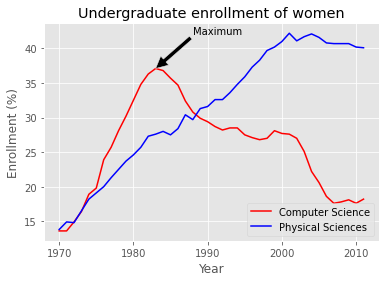 Undergraduate enrollment of women
Maximum
Enrollment (%)
40
35
30
25
20
15
Computer Science
Physical Sciences
1970 1980 1990 2000 2010
Year